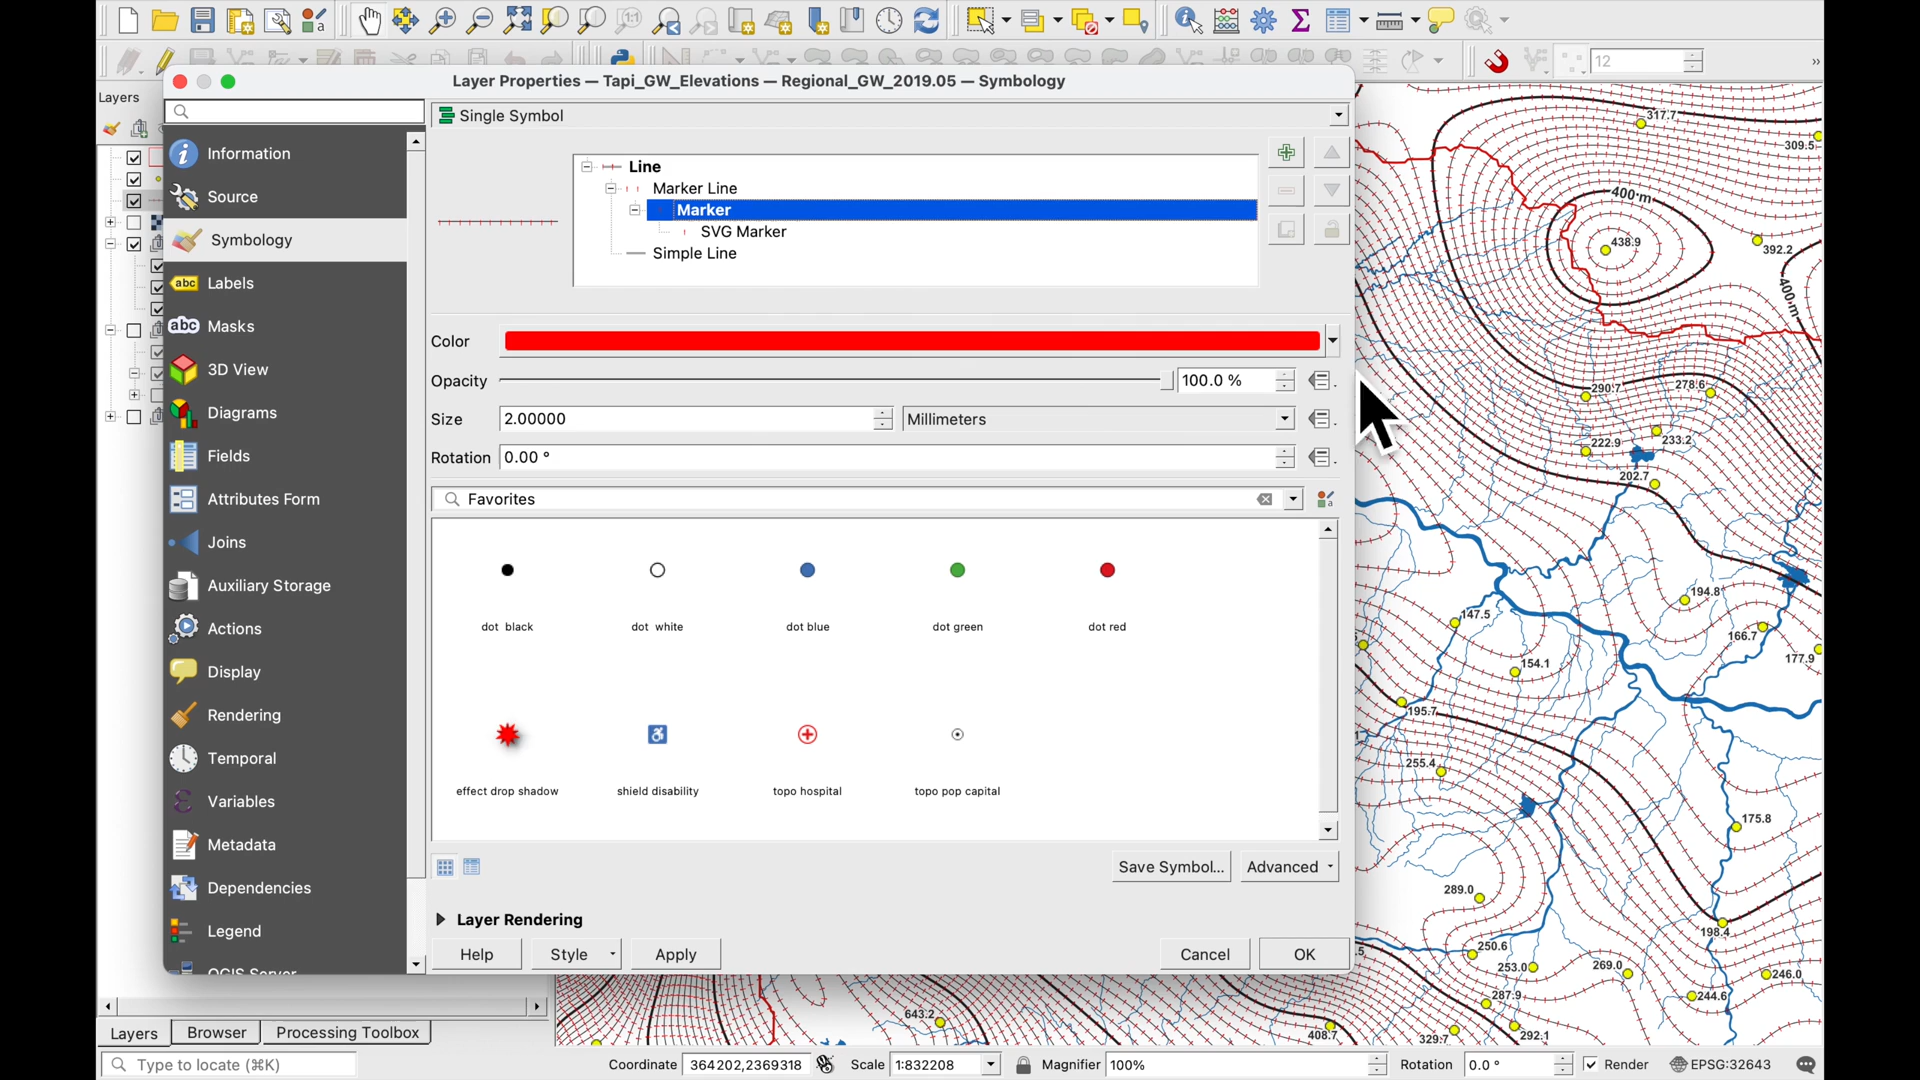 12
»
Layer Properties — Tapi_GW_Elevations — Regional_GW_2019.05 — Symbology
Layers
Single Symbol
Information
Source
Symbology
Labels
Masks
3D View
Diagrams
Fields
Attributes Form
Joins
Auxiliary Storage
Actions
Display
Rendering
Temporal
Variables
Metadata
Dependencies
Legend
QGIS Server
Line
Marker Line
Marker
SVG Marker
Simple Line
Color
Opacity 100.0 %
Size 2.00000 Millimeters
Rotation 0.00 °
Favorites
dot black
dot white
dot blue
dot green
dot red
effect drop shadow
shield disability
topo hospital
topo pop capital
Save Symbol...
Advanced
Layer Rendering
Help
Style
Apply
Cancel
OK
317.7
309.5
400 m
438.9
392.2
400 m
290.7
278.6
233.2
222.9
202.7
194.8
147.5
166.7
154.1
177.9
195.7
255.4
175.8
289.0
198.4
250.6
253.0
269.0
246.0
287.9
244.6
643.2
408.7
329.7
292.1
Layers
Browser
Processing Toolbox
Type to locate (⌘K)
Coordinate 364202,2369318
Scale 1:832208
Magnifier 100%
Rotation 0.0 °
Render
EPSG:32643